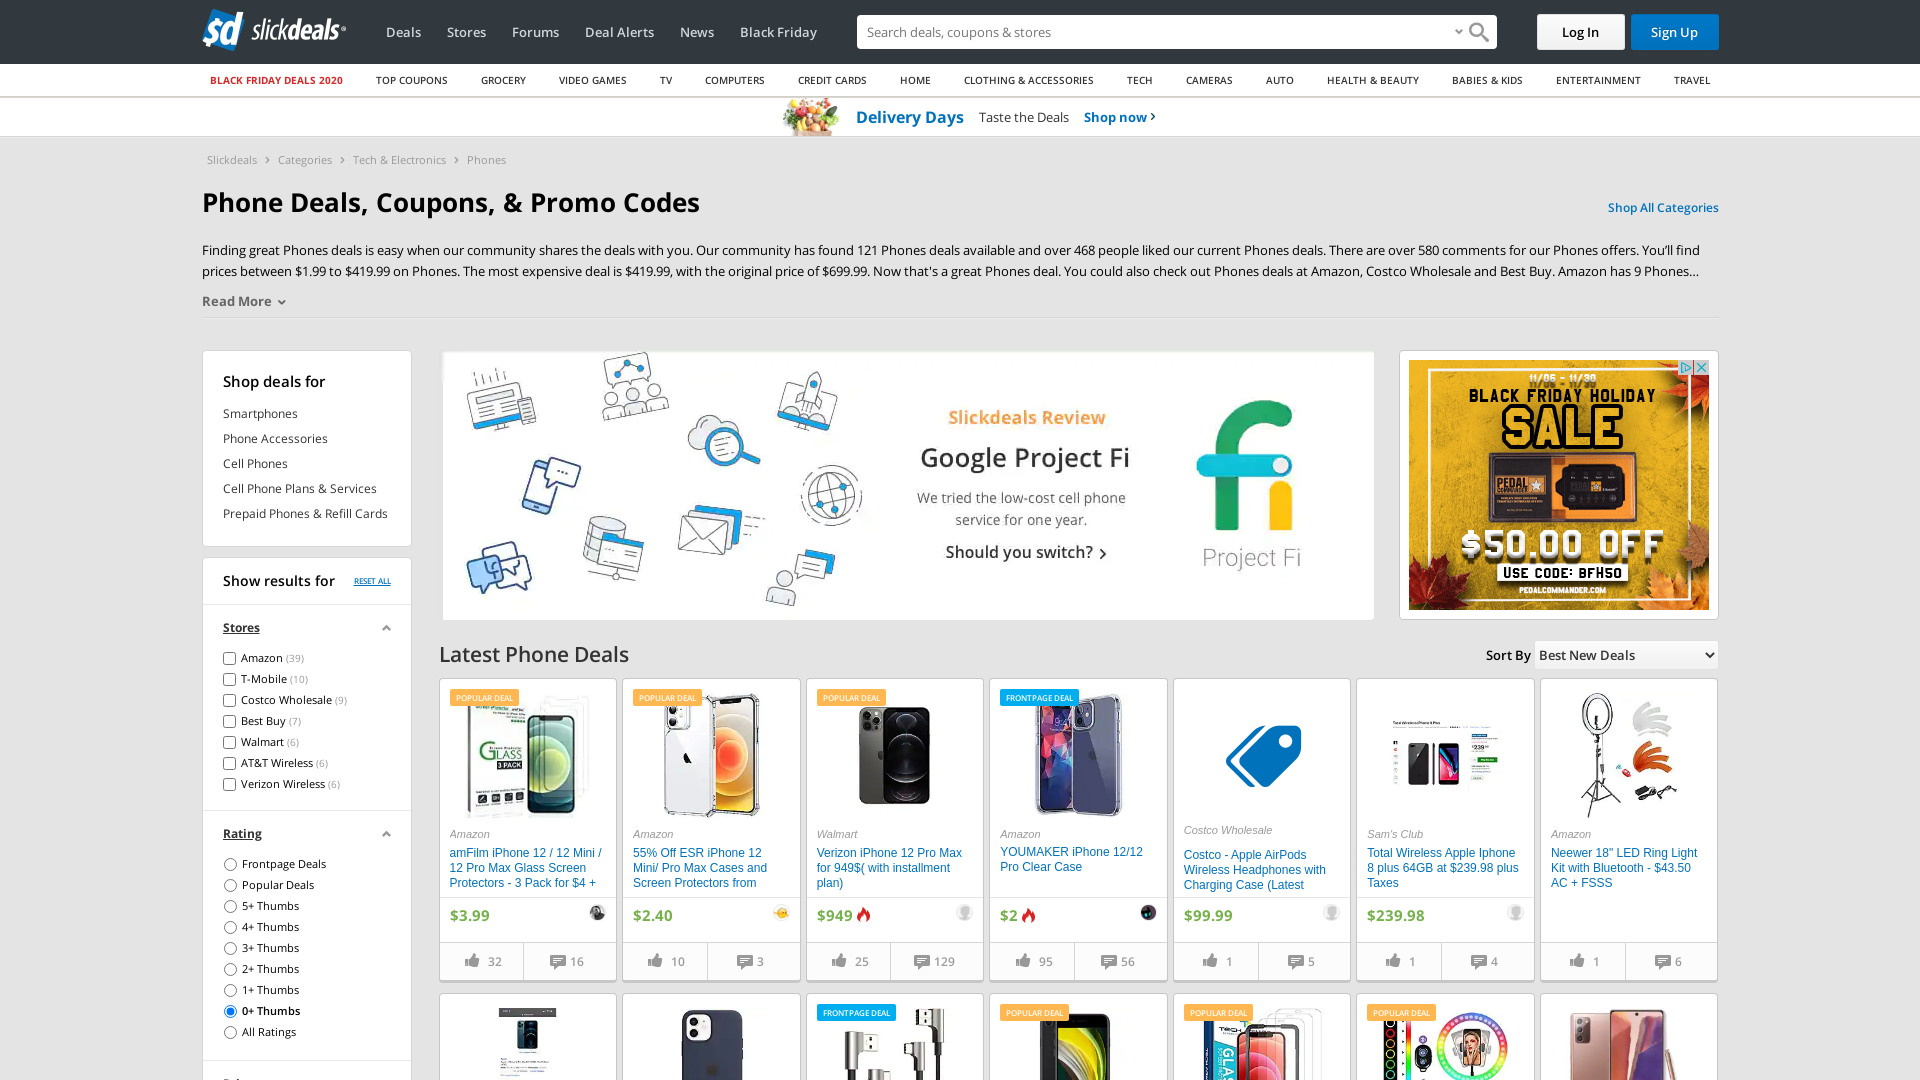 slickdeals
Deals
Stores
Forums
Deal Alerts
News
Black Friday
Search deals, coupons & stores
Log In
Sign Up
BLACK FRIDAY DEALS 2020
TOP COUPONS
GROCERY
VIDEO GAMES
TV
COMPUTERS
CREDIT CARDS
HOME
CLOTHING & ACCESSORIES
TECH
CAMERAS
AUTO
HEALTH & BEAUTY
BABIES & KIDS
ENTERTAINMENT
TRAVEL
Delivery Days Taste the Deals Shop now
Slickdeals > Categories > Tech & Electronics > Phones
Phone Deals, Coupons, & Promo Codes
Shop All Categories
Finding great Phones deals is easy when our community shares the deals with you. Our community has found 121 Phones deals available and over 468 people liked our current Phones deals. There are over 580 comments for our Phones offers. You'll find
prices between $1.99 to $419.99 on Phones. The most expensive deal is $419.99, with the original price of $699.99. Now that's a great Phones deal. You could also check out Phones deals at Amazon, Costco Wholesale and Best Buy. Amazon has 9 Phones...
Read More
Shop deals for
Smartphones
Phone Accessories
Cell Phones
Cell Phone Plans & Services
Prepaid Phones & Refill Cards
Show results for
RESET ALL
Stores
Amazon (39)
T-Mobile (10)
Costco Wholesale (9)
Best Buy (7)
Walmart (6)
AT&T Wireless (6)
Verizon Wireless (6)
Rating
Frontpage Deals
Popular Deals
5+ Thumbs
4+ Thumbs
3+ Thumbs
2+ Thumbs
1+ Thumbs
0+ Thumbs
All Ratings
Slickdeals Review
Google Project Fi
We tried the low-cost cell phone
service for one year.
Should you switch?
Project Fi
11/06 - 11/30
BLACK FRIDAY HOLIDAY
SALE
PEDAL
COMMANDER
$50.00 OFF
USE CODE: BFH50
PEDALCOMMANDER.COM
Latest Phone Deals
Sort By
Best New Deals
POPULAR DEAL
GLASS
3 PACK
Amazon
amFilm iPhone 12 / 12 Mini /
12 Pro Max Glass Screen
Protectors - 3 Pack for $4 +
$3.99
32
16
POPULAR DEAL
Amazon
55% Off ESR iPhone 12
Mini/ Pro Max Cases and
Screen Protectors from
$2.40
10
3
POPULAR DEAL
Walmart
Verizon iPhone 12 Pro Max
for 949$( with installment
plan)
$949
25
129
FRONTPAGE DEAL
Amazon
YOUMAKER iPhone 12/12
Pro Clear Case
$2
95
56
Costco Wholesale
Costco - Apple AirPods
Wireless Headphones with
Charging Case (Latest
$99.99
1
5
Sam's Club
Total Wireless Apple Iphone
8 plus 64GB at $239.98 plus
Taxes
$239.98
1
4
Amazon
Neewer 18" LED Ring Light
Kit with Bluetooth - $43.50
AC + FSSS
1
6
FRONTPAGE DEAL
POPULAR DEAL
POPULAR DEAL
POPULAR DEAL